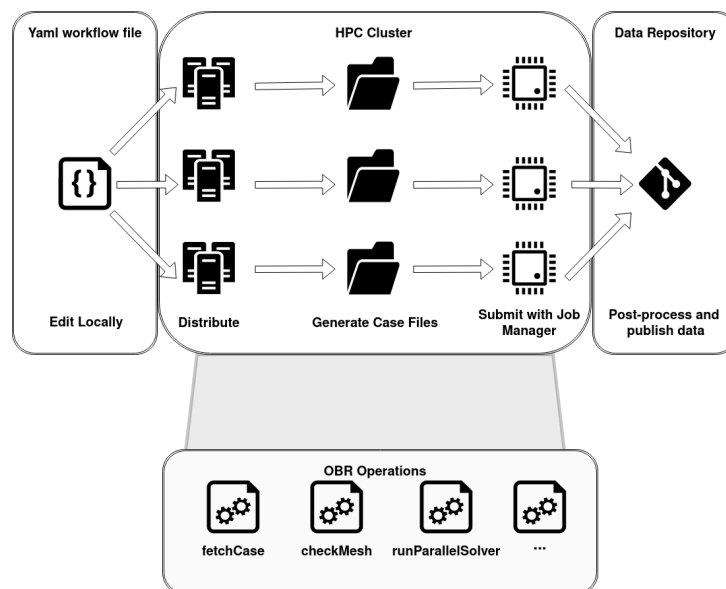 Yaml workflow file
HPC Cluster
Data Repository
{}
Edit Locally
Distribute
Generate Case Files
Submit with Job
Manager
Post-process and
publish data
OBR Operations
fetchCase
checkMesh
runParallelSolver
...